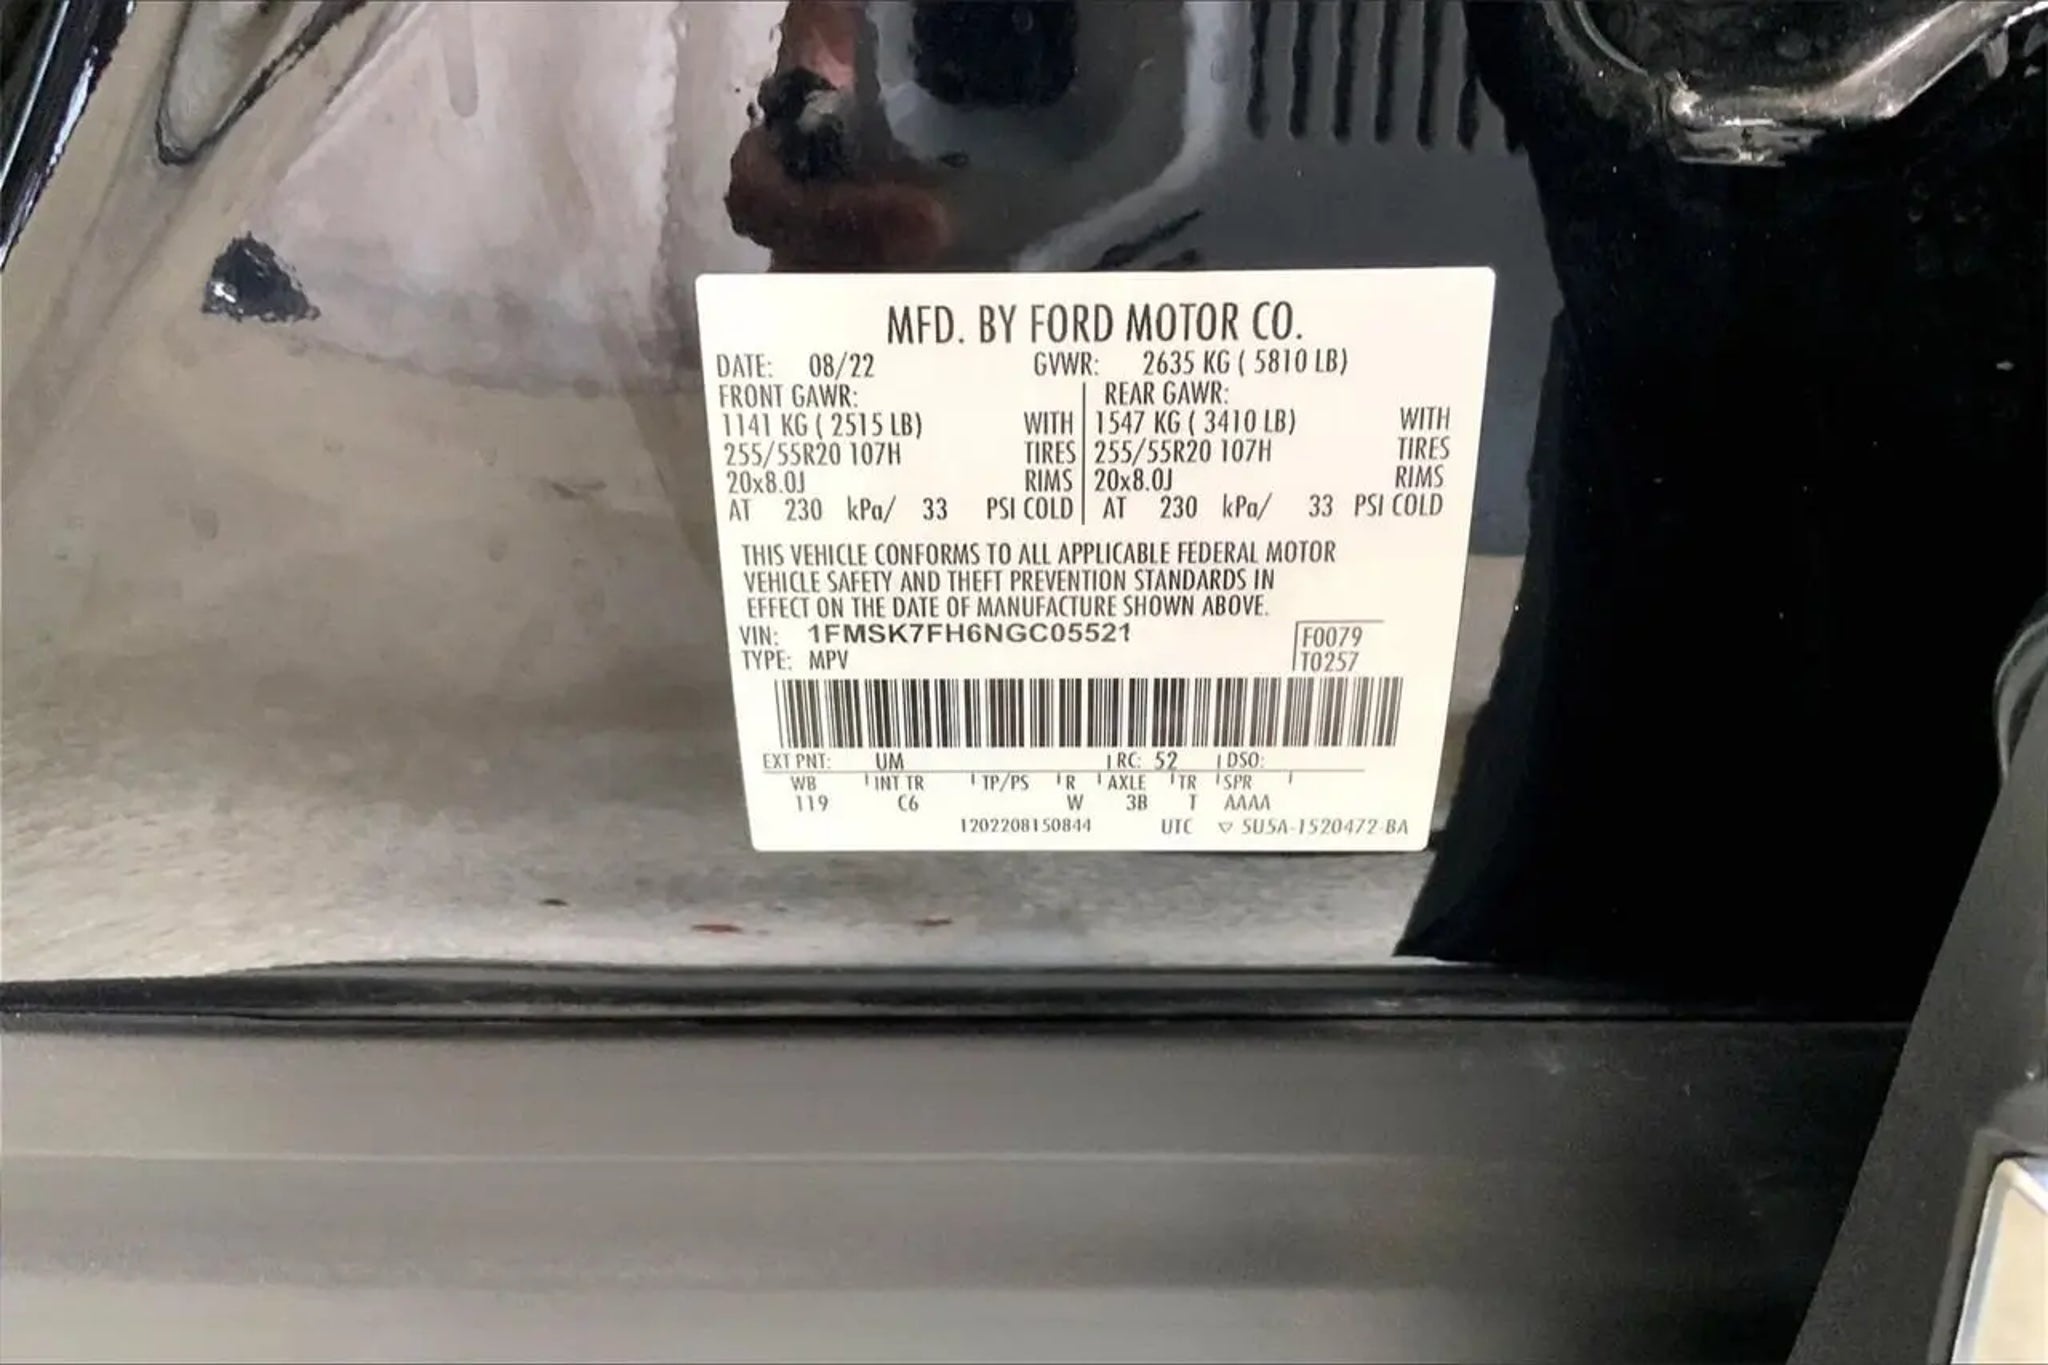 MFD. BY FORD MOTOR CO.
DATE: 08/22 GVWR: 2635 KG ( 5810 LB)
FRONT GAWR: REAR GAWR:
1141 KG ( 2515 LB) WITH 1547 KG ( 3410 LB) WITH
255/55R20 107H TIRES 255/55R20 107H TIRES
20x8.0J RIMS 20x8.0J RIMS
AT 230 kPa/ 33 PSI COLD AT 230 kPa/ 33 PSI COLD
THIS VEHICLE CONFORMS TO ALL APPLICABLE FEDERAL MOTOR
VEHICLE SAFETY AND THEFT PREVENTION STANDARDS IN
EFFECT ON THE DATE OF MANUFACTURE SHOWN ABOVE.
VIN: 1FMSK7FH6NGC05521 F0079
TYPE: MPV T0257
EXT PNT: UM RC: 52 DSO:
WB INT TR TP/PS R AXLE TR SPR
119 C6 W 3B T AAAA
1202208150844 UTC ▽ 5U5A-1520472-BA